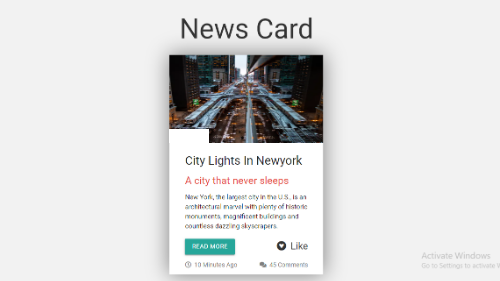 News Card
City Lights In Newyork
A city that never sleeps
New York, the largest city in the U.S., is an
architectural marvel with plenty of historic
monuments, magnificent buildings and
countless dazzling skyscrapers.
READ MORE
Like
10 Minutes Ago
45 Comments
Activate Windows
Go to Settings to activate